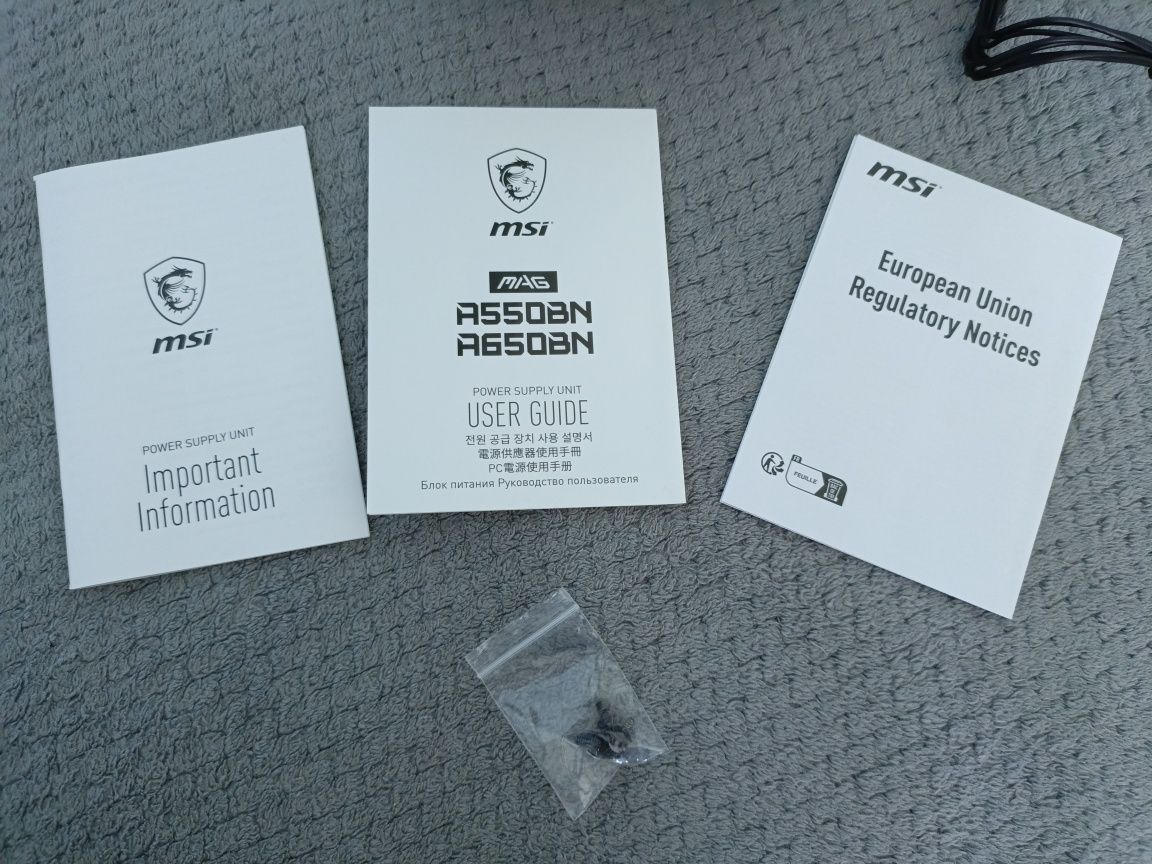 msi
POWER SUPPLY UNIT
Important
Information
msi
MAG
A550BN
A650BN
POWER SUPPLY UNIT
USER GUIDE
전원 공급 장치 사용 설명서
電源供應器使用手冊
PC電源使用手册
Блок питания Руководство пользователя
msi
European Union
Regulatory Notices
FR
FEUILLE